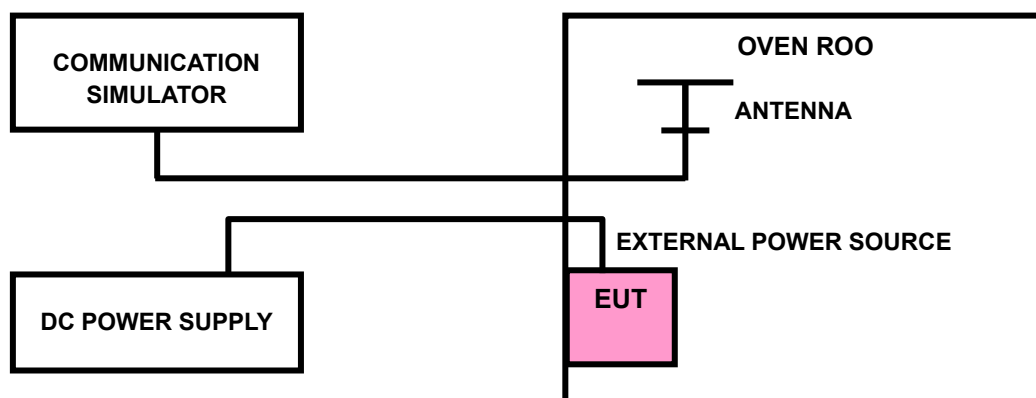 COMMUNICATION
SIMULATOR
OVEN ROO
ANTENNA
EXTERNAL POWER SOURCE
DC POWER SUPPLY
EUT